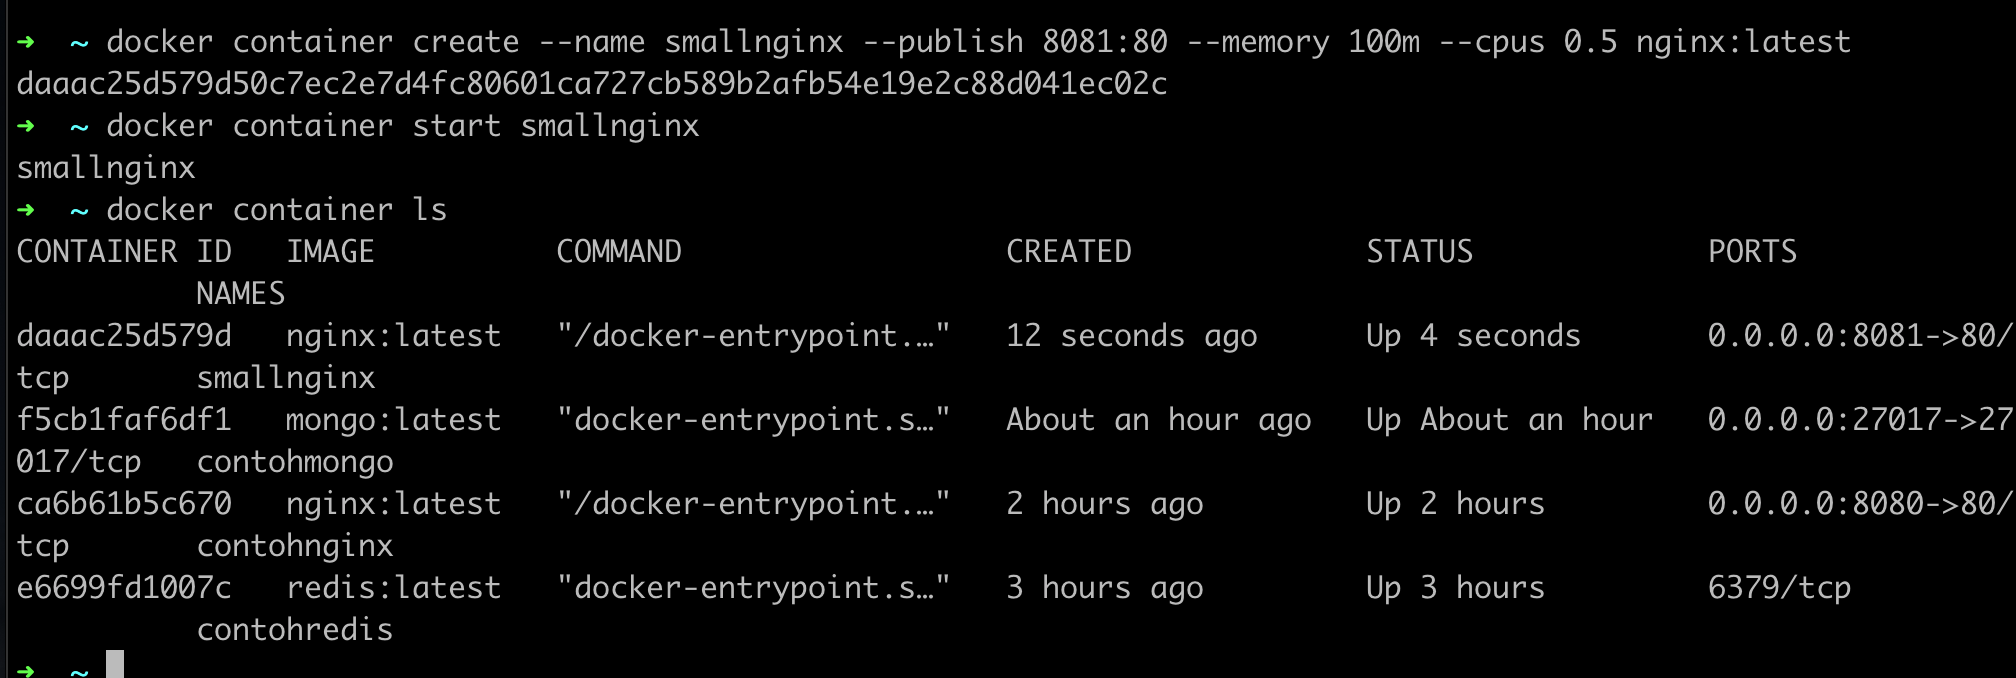 ➜  ~ docker container create --name smallnginx --publish 8081:80 --memory 100m --cpus 0.5 nginx:latest
daaac25d579d50c7ec2e7d4fc80601ca727cb589b2afb54e19e2c88d041ec02c
➜  ~ docker container start smallnginx
smallnginx
➜  ~ docker container ls
CONTAINER ID   IMAGE          COMMAND                  CREATED             STATUS             PORTS
          NAMES
daaac25d579d   nginx:latest   "/docker-entrypoint.…"   12 seconds ago      Up 4 seconds       0.0.0.0:8081->80/
tcp       smallnginx
f5cb1faf6df1   mongo:latest   "docker-entrypoint.s…"   About an hour ago   Up About an hour   0.0.0.0:27017->27
017/tcp   contohmongo
ca6b61b5c670   nginx:latest   "/docker-entrypoint.…"   2 hours ago         Up 2 hours         0.0.0.0:8080->80/
tcp       contohnginx
e6699fd1007c   redis:latest   "docker-entrypoint.s…"   3 hours ago         Up 3 hours         6379/tcp
          contohredis
➜  ~